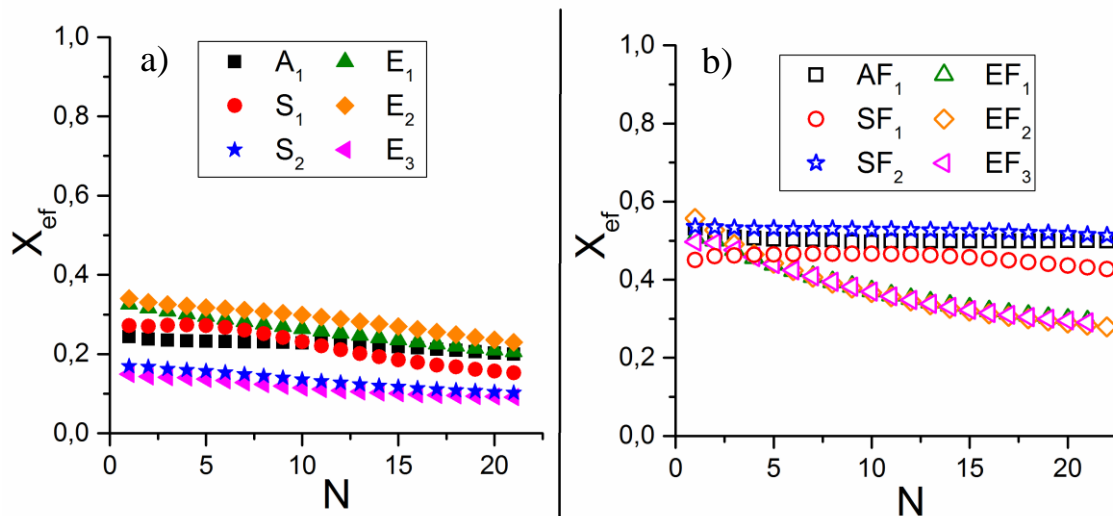 a)
A₁ E₁
S₁ E₂
S₂ E₃
X_ef
1,0
0,8
0,6
0,4
0,2
0,0
0 5 10 15 20
N
b)
AF₁ EF₁
SF₁ EF₂
SF₂ EF₃
X_ef
1,0
0,8
0,6
0,4
0,2
0,0
0 5 10 15 20
N